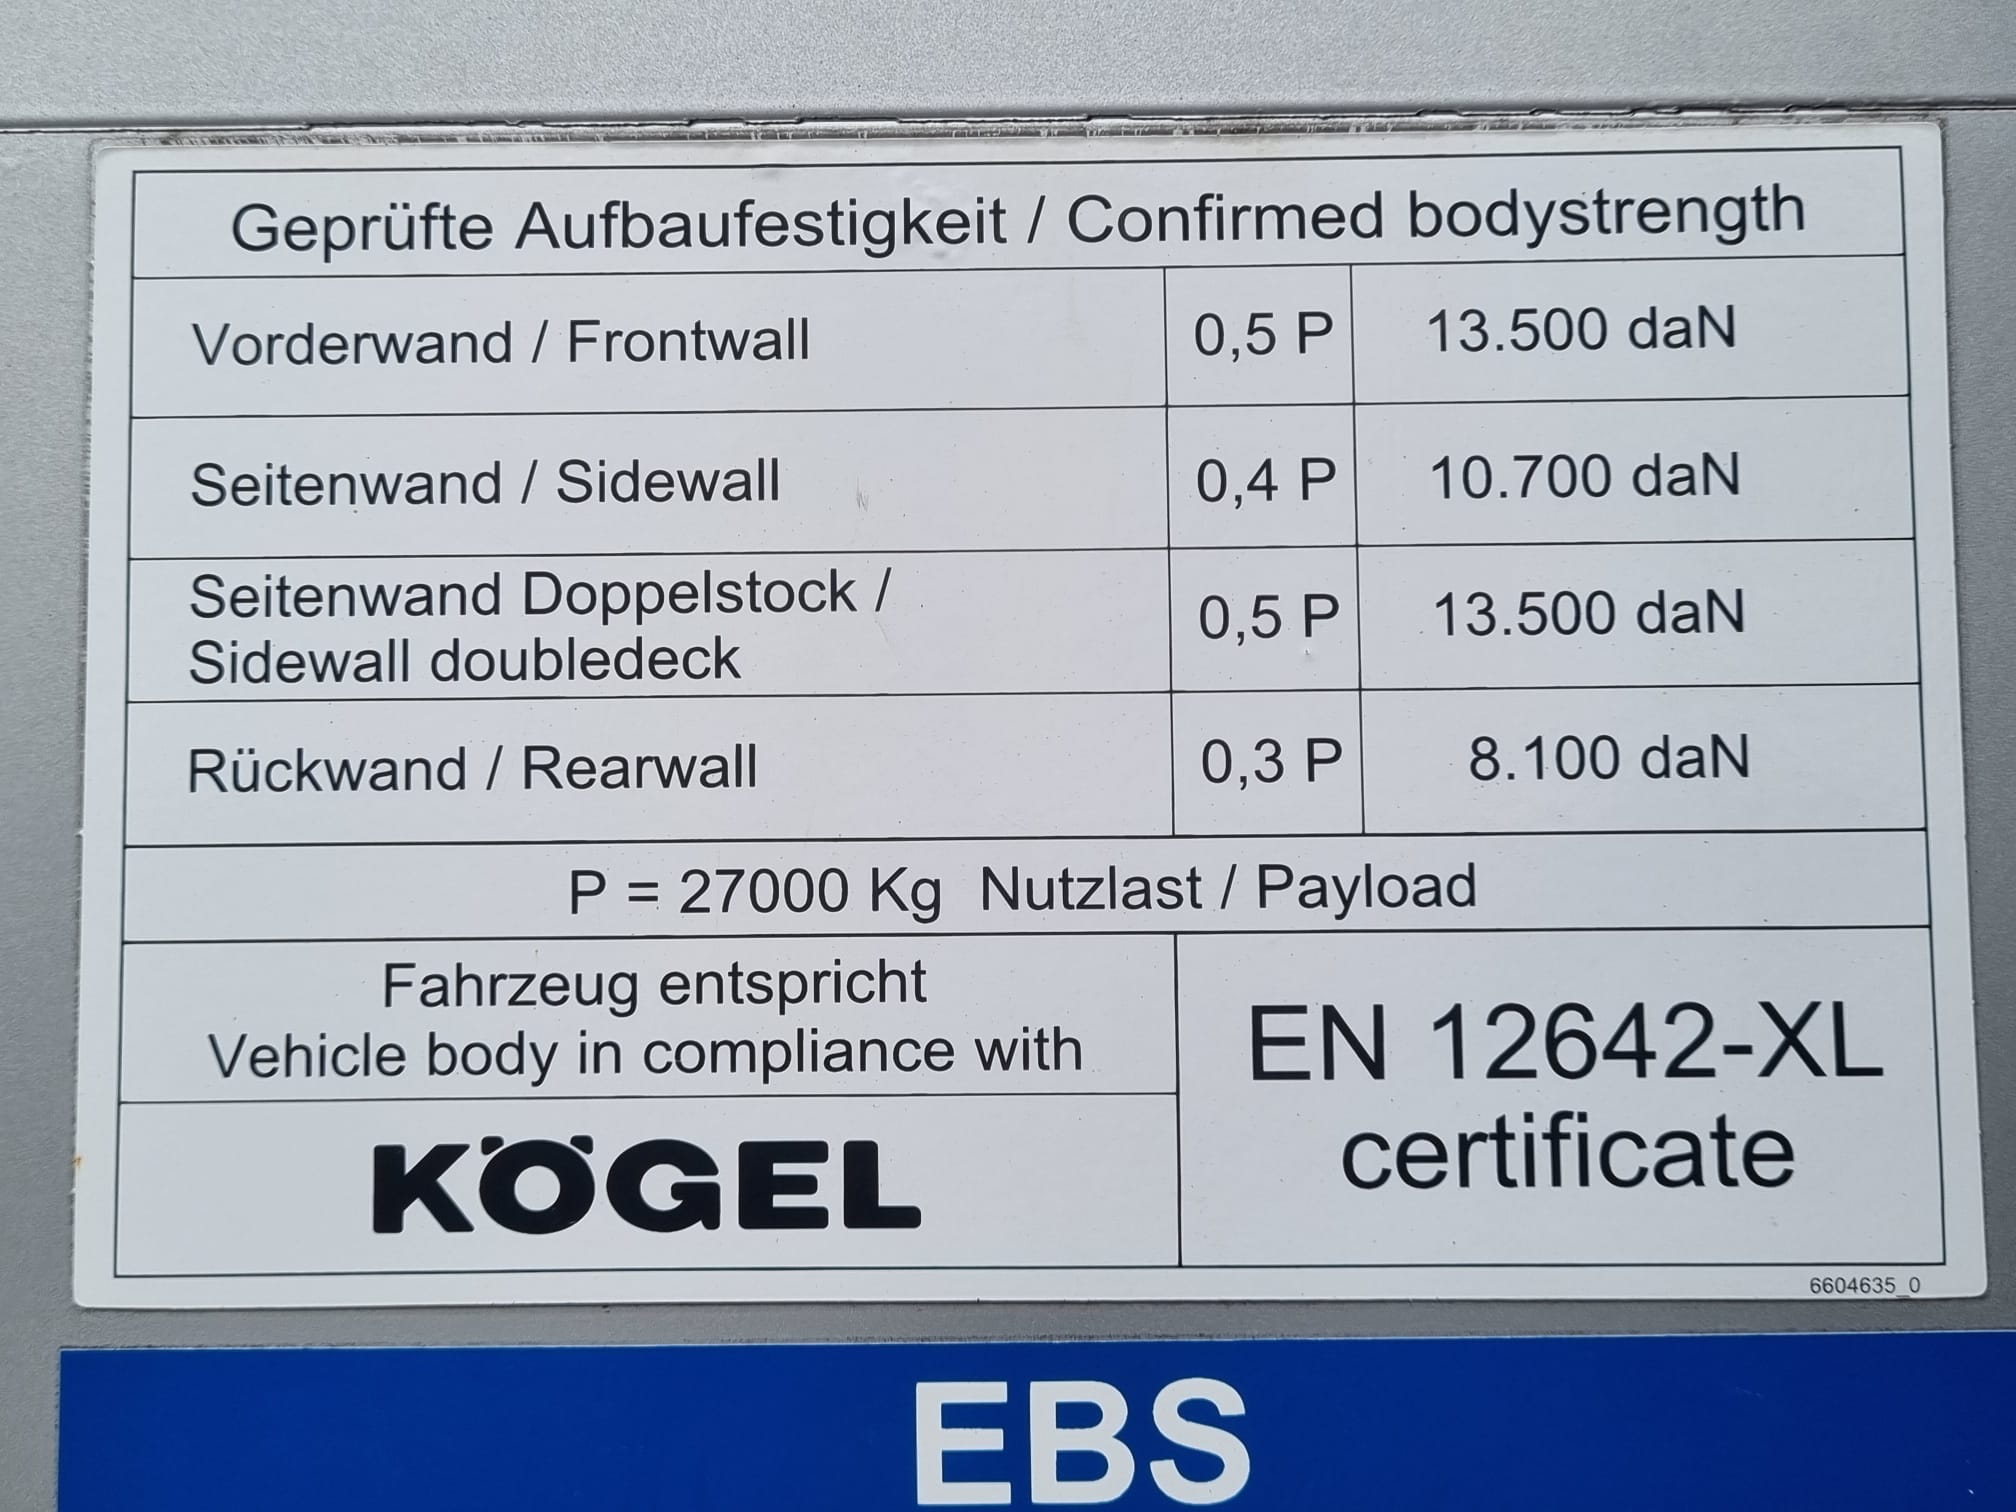 Geprüfte Aufbaufestigkeit / Confirmed bodystrength
Vorderwand / Frontwall 0,5 P 13.500 daN
Seitenwand / Sidewall 0,4 P 10.700 daN
Seitenwand Doppelstock /
Sidewall doubledeck 0,5 P 13.500 daN
Rückwand / Rearwall 0,3 P 8.100 daN
P = 27000 Kg Nutzlast / Payload
Fahrzeug entspricht
Vehicle body in compliance with
EN 12642-XL
certificate
KÖGEL
6604635_0
EBS